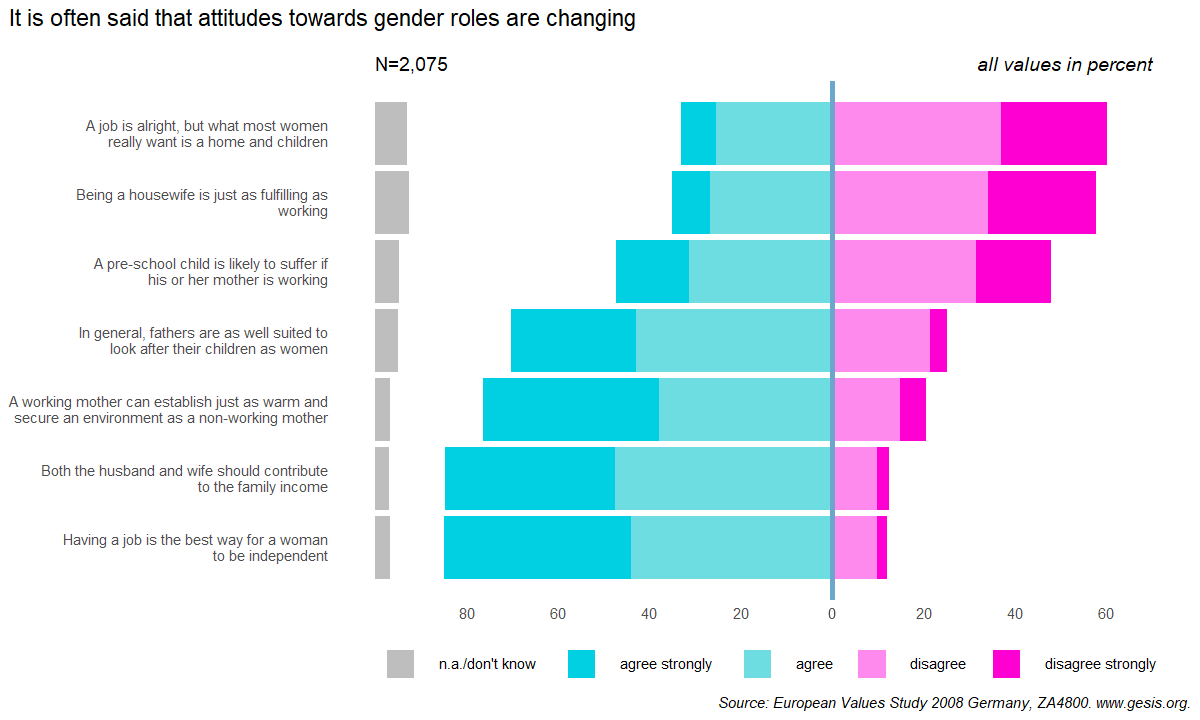 It is often said that attitudes towards gender roles are changing
N=2,075
all values in percent
A job is alright, but what most women
really want is a home and children
Being a housewife is just as fulfilling as
working
A pre-school child is likely to suffer if
his or her mother is working
In general, fathers are as well suited to
look after their children as women
A working mother can establish just as warm and
secure an environment as a non-working mother
Both the husband and wife should contribute
to the family income
Having a job is the best way for a woman
to be independent
80 60 40 20 0 20 40 60
n.a./don't know agree strongly agree disagree disagree strongly
Source: European Values Study 2008 Germany, ZA4800. www.gesis.org.